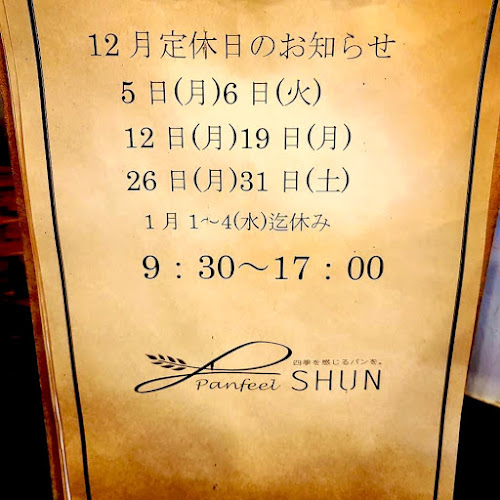 12月定休日のお知らせ
5日(月)6日(火)
12日(月)19日(月)
26日(月)31日(土)
1月1〜4(水)迄休み
9：30〜17：00
四季を感じるパンを。
Panfeel SHUN